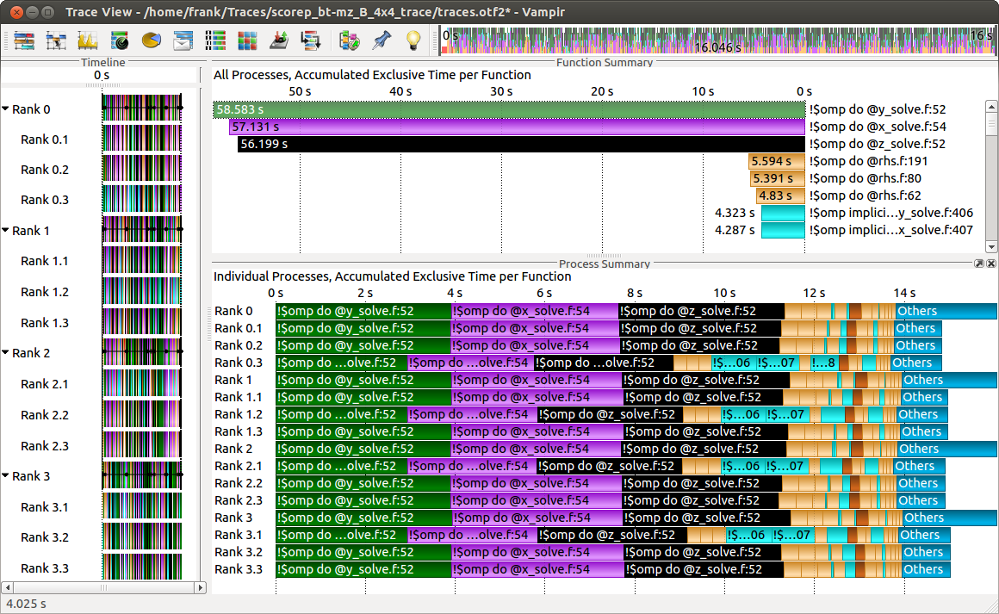 Trace View - /home/frank/Traces/scorep_bt-mz_B_4x4_trace/traces.otf2* - Vampir
0 s 16.046 s 16 s
Timeline
0 s
Rank 0
Rank 0.1
Rank 0.2
Rank 0.3
Rank 1
Rank 1.1
Rank 1.2
Rank 1.3
Rank 2
Rank 2.1
Rank 2.2
Rank 2.3
Rank 3
Rank 3.1
Rank 3.2
Rank 3.3
Function Summary
All Processes, Accumulated Exclusive Time per Function
50 s 40 s 30 s 20 s 10 s 0 s
58.583 s !$omp do @y_solve.f:52
57.131 s !$omp do @x_solve.f:54
56.199 s !$omp do @z_solve.f:52
5.594 s !$omp do @rhs.f:191
5.391 s !$omp do @rhs.f:80
4.83 s !$omp do @rhs.f:62
4.323 s !$omp implici...y_solve.f:406
4.287 s !$omp implici...x_solve.f:407
Process Summary
Individual Processes, Accumulated Exclusive Time per Function
0 s 2 s 4 s 6 s 8 s 10 s 12 s 14 s
Rank 0 !$omp do @y_solve.f:52 !$omp do @x_solve.f:54 !$omp do @z_solve.f:52 Others
Rank 0.1 !$omp do @y_solve.f:52 !$omp do @x_solve.f:54 !$omp do @z_solve.f:52 Others
Rank 0.2 !$omp do @y_solve.f:52 !$omp do @x_solve.f:54 !$omp do @z_solve.f:52 Others
Rank 0.3 !$omp do ...olve.f:52 !$omp do ...olve.f:54 !$omp do ...olve.f:52 !$...06 !$...07 !...8 Others
Rank 1 !$omp do @y_solve.f:52 !$omp do @x_solve.f:54 !$omp do @z_solve.f:52 Others
Rank 1.1 !$omp do @y_solve.f:52 !$omp do @x_solve.f:54 !$omp do @z_solve.f:52 Others
Rank 1.2 !$omp do ...olve.f:52 !$omp do ...olve.f:54 !$omp do @z_solve.f:52 !$...06 !$...07 Others
Rank 1.3 !$omp do @y_solve.f:52 !$omp do @x_solve.f:54 !$omp do @z_solve.f:52 Others
Rank 2 !$omp do @y_solve.f:52 !$omp do @x_solve.f:54 !$omp do @z_solve.f:52 Others
Rank 2.1 !$omp do ...olve.f:52 !$omp do ...olve.f:54 !$omp do @z_solve.f:52 !$...06 !$...07 Others
Rank 2.2 !$omp do @y_solve.f:52 !$omp do @x_solve.f:54 !$omp do @z_solve.f:52 Others
Rank 2.3 !$omp do @y_solve.f:52 !$omp do @x_solve.f:54 !$omp do @z_solve.f:52 Others
Rank 3 !$omp do @y_solve.f:52 !$omp do @x_solve.f:54 !$omp do @z_solve.f:52 Others
Rank 3.1 !$omp do ...olve.f:52 !$omp do ...olve.f:54 !$omp do @z_solve.f:52 !$...06 !$...07 Others
Rank 3.2 !$omp do @y_solve.f:52 !$omp do @x_solve.f:54 !$omp do @z_solve.f:52 Others
Rank 3.3 !$omp do @y_solve.f:52 !$omp do @x_solve.f:54 !$omp do @z_solve.f:52 Others
4.025 s